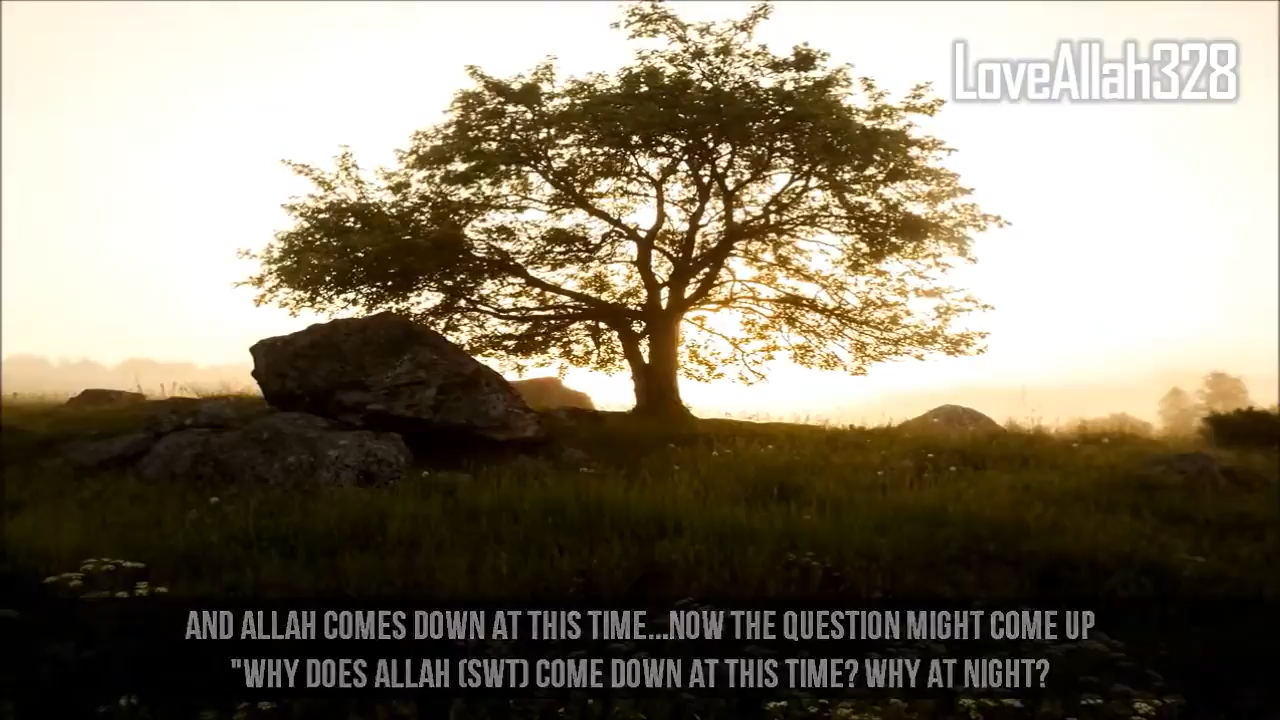 LoveAllah328
AND ALLAH COMES DOWN AT THIS TIME...NOW THE QUESTION MIGHT COME UP
"WHY DOES ALLAH (SWT) COME DOWN AT THIS TIME? WHY AT NIGHT?